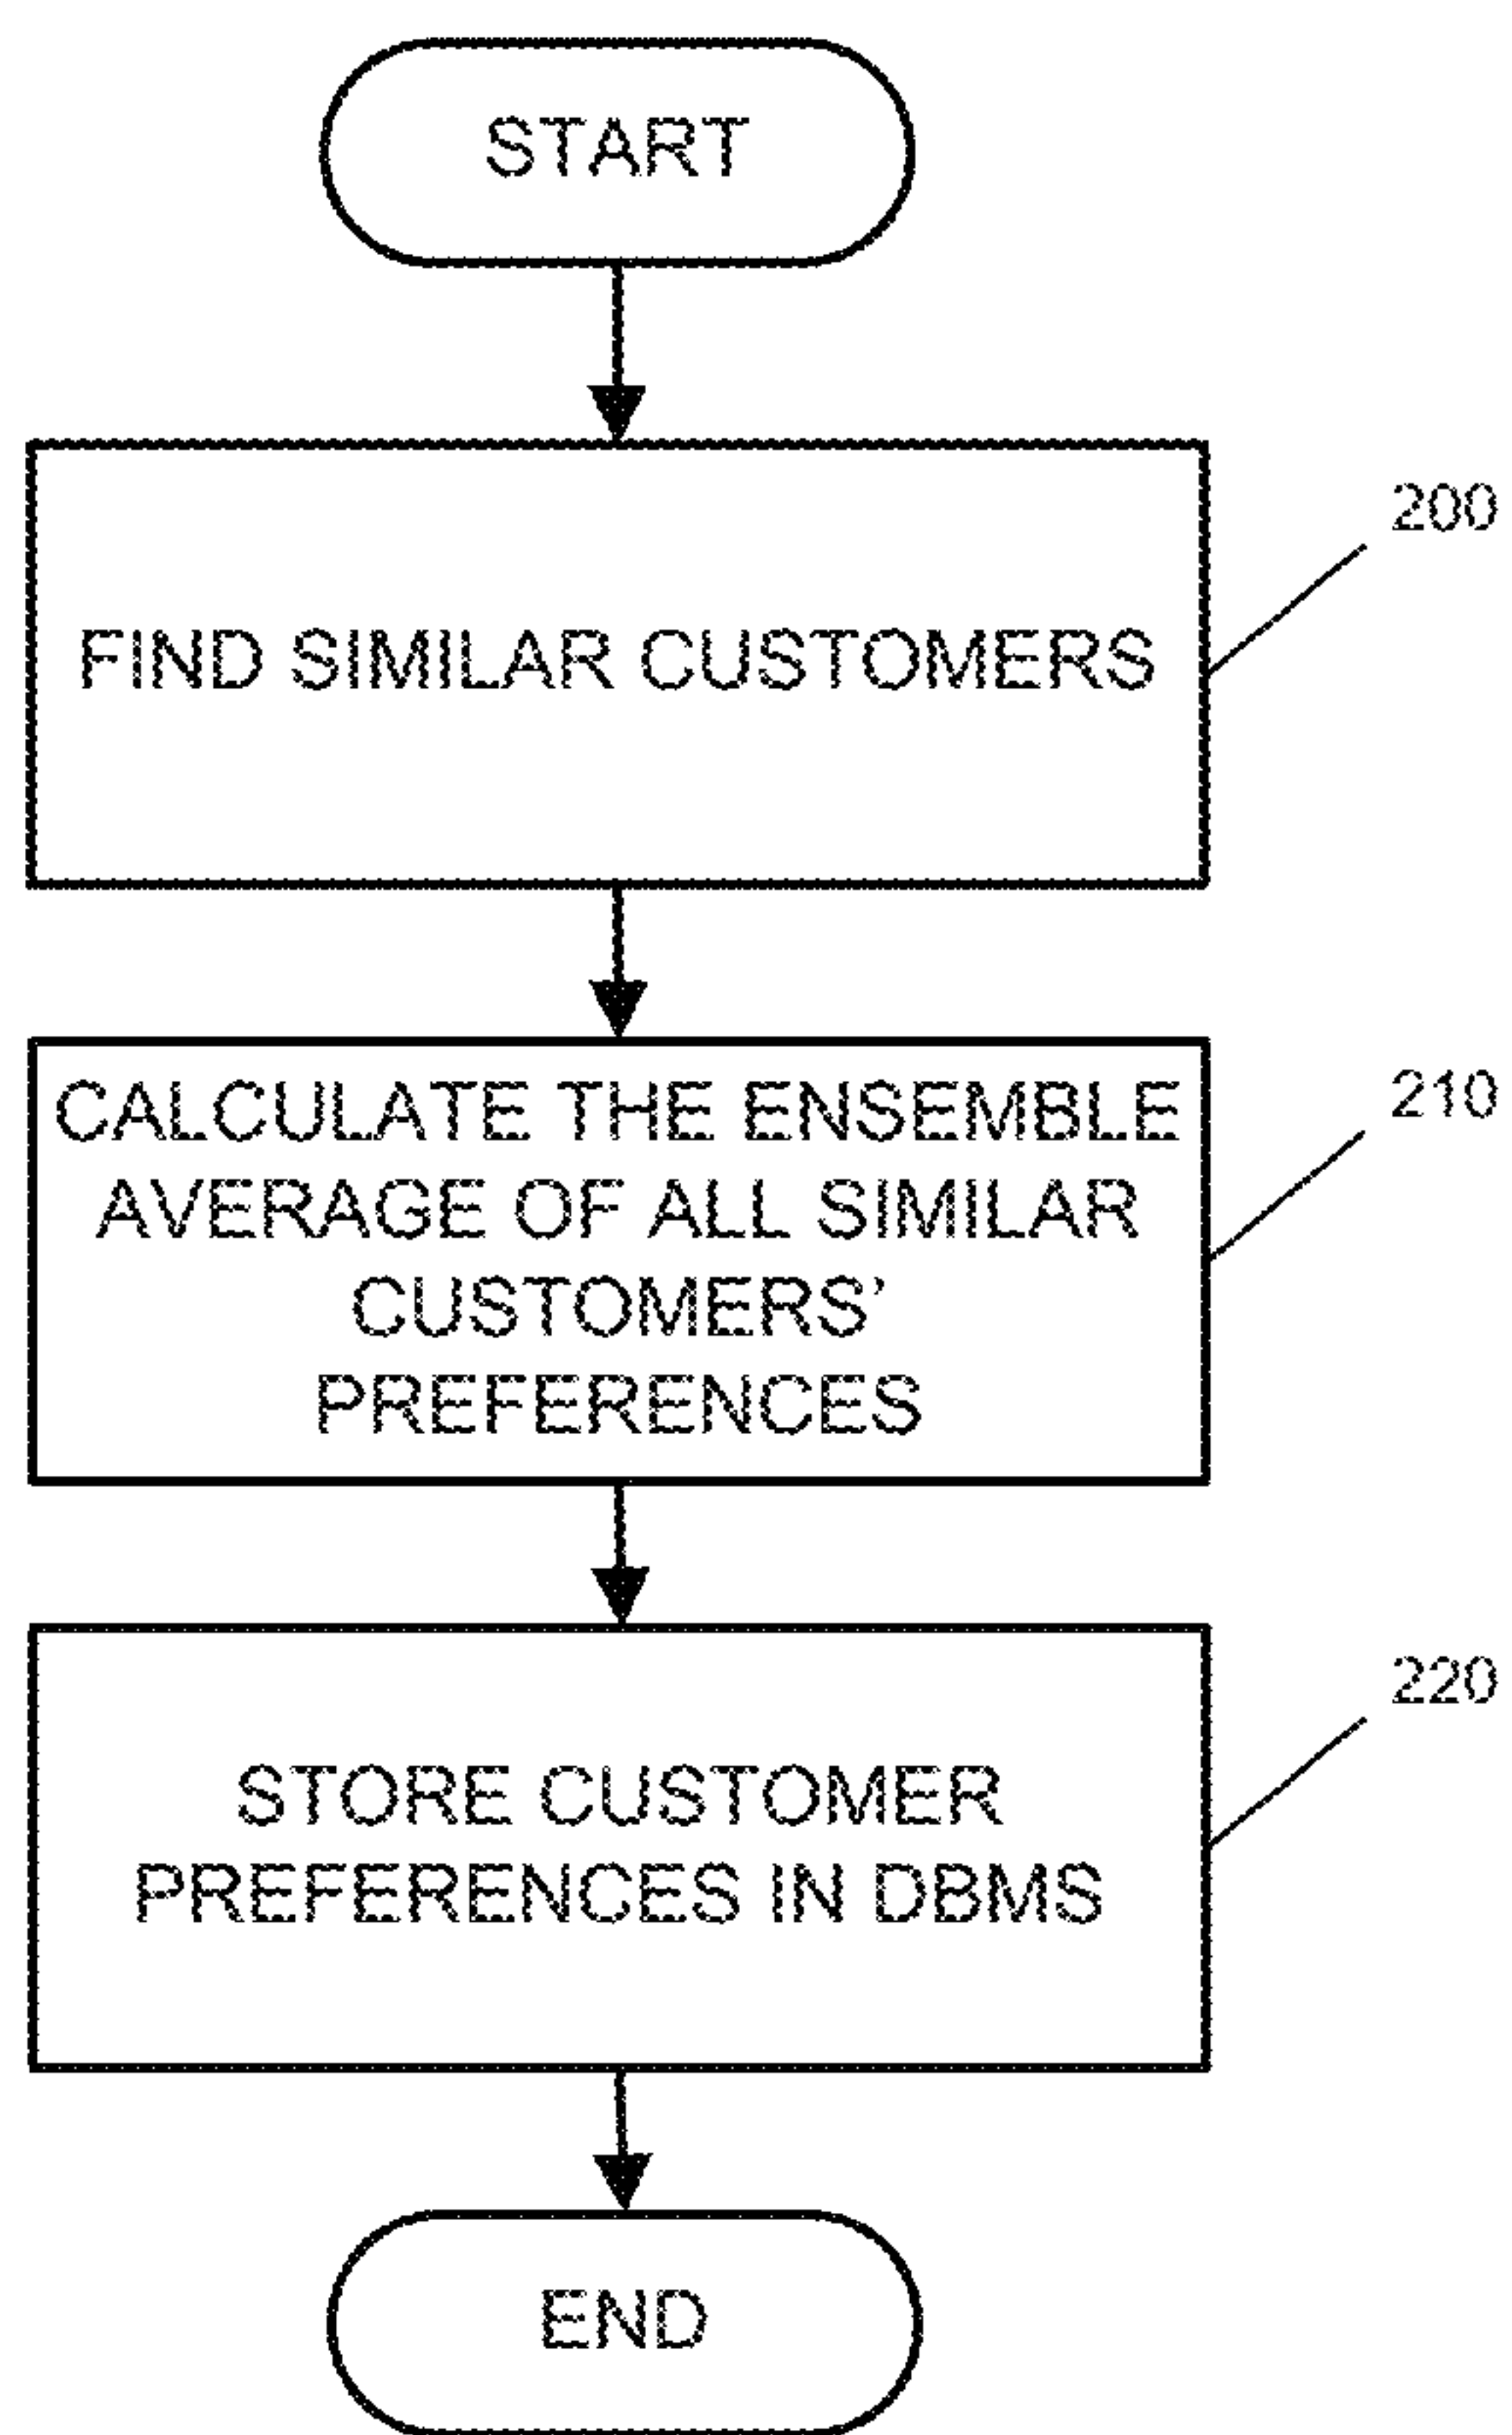 START
200
FIND SIMILAR CUSTOMERS
210
CALCULATE THE ENSEMBLE
AVERAGE OF ALL SIMILAR
CUSTOMERS'
PREFERENCES
220
STORE CUSTOMER
PREFERENCES IN DBMS
END